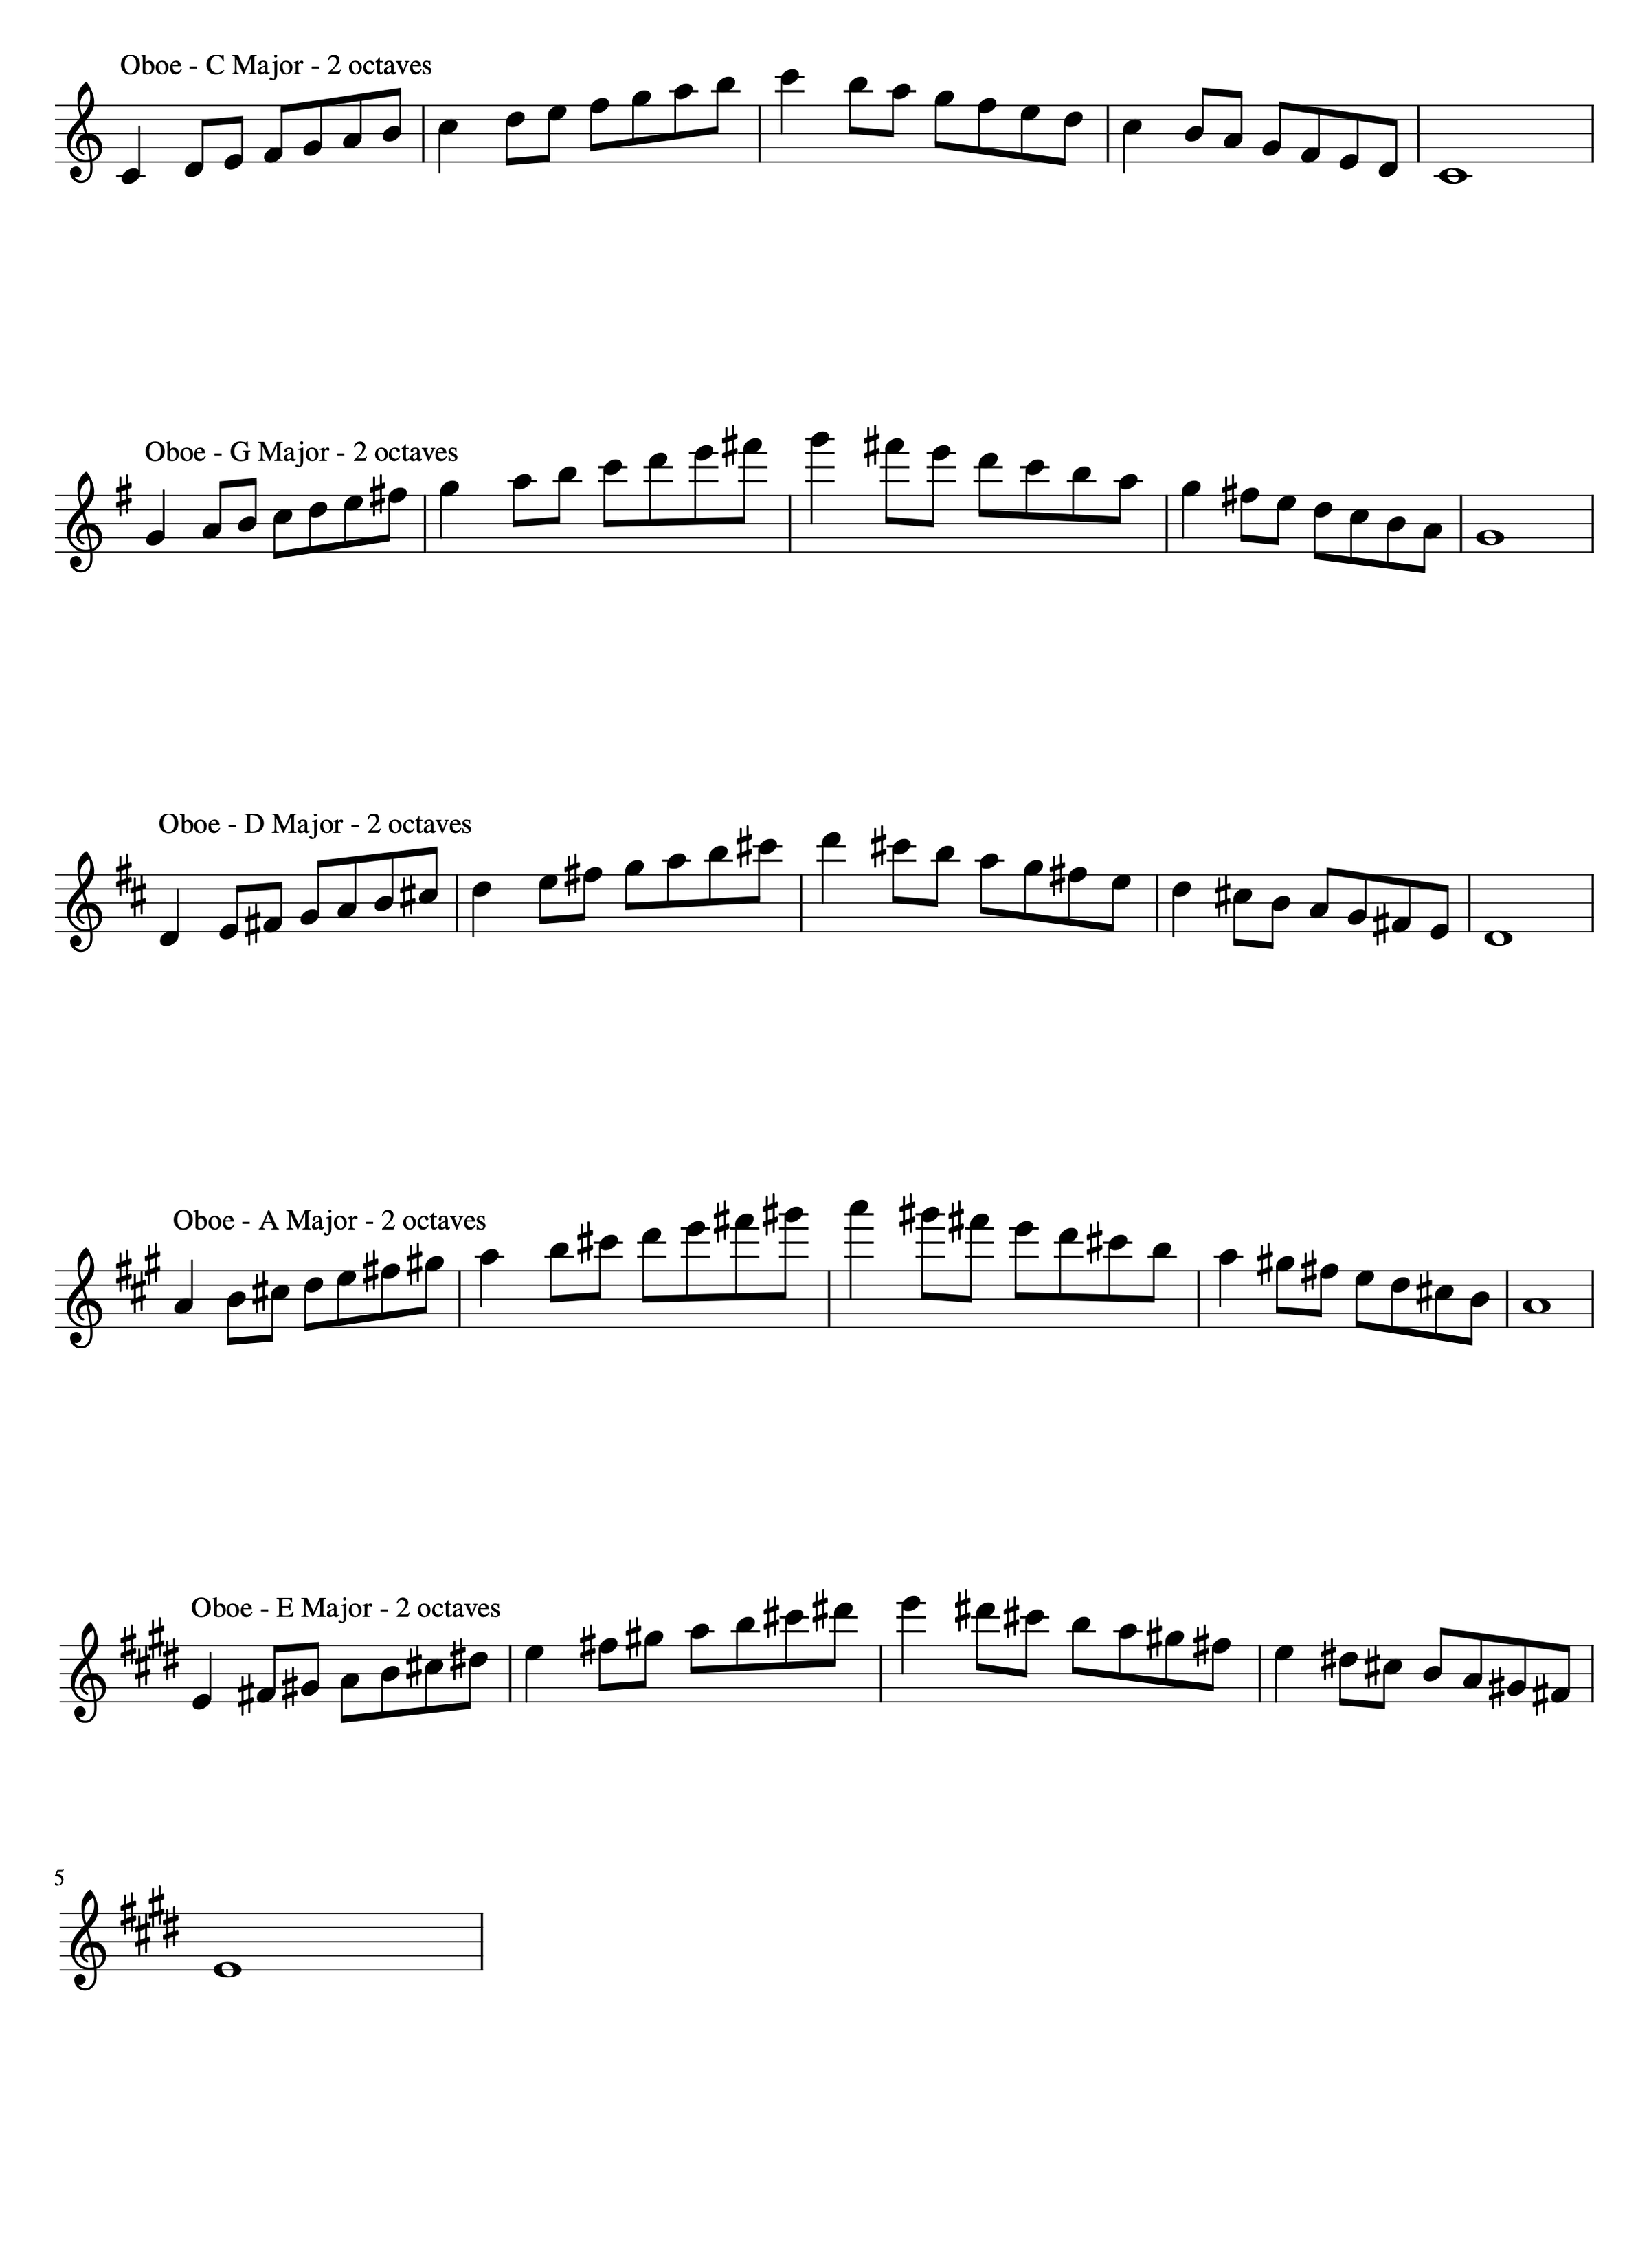 Oboe - C Major - 2 octaves
Oboe - G Major - 2 octaves
Oboe - D Major - 2 octaves
Oboe - A Major - 2 octaves
Oboe - E Major - 2 octaves
5